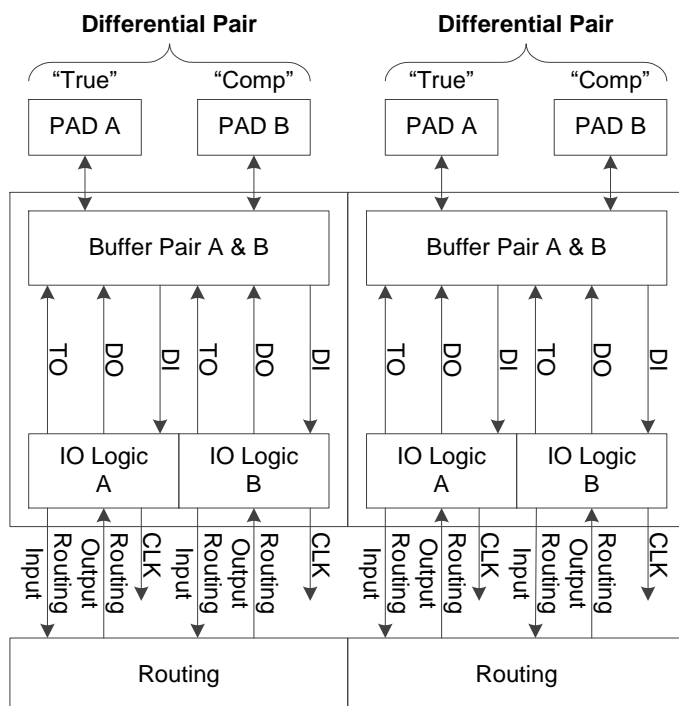 Differential Pair Differential Pair
“True” “Comp” “True” “Comp”
PAD A PAD B PAD A PAD B
Buffer Pair A & B Buffer Pair A & B
TO DO DI TO DO DI TO DO DI TO DO DI
IO Logic A IO Logic B IO Logic A IO Logic B
Routing Input Routing Output CLK Routing Input Routing Output CLK Routing Input Routing Output CLK Routing Input Routing Output CLK
Routing Routing